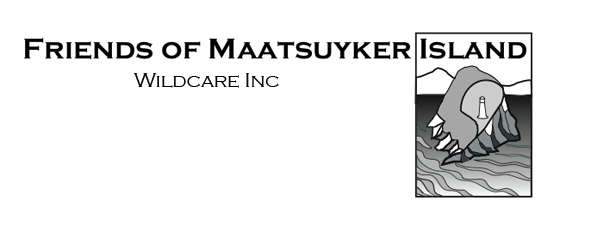 Friends of Maatsuyker Island
Wildcare Inc